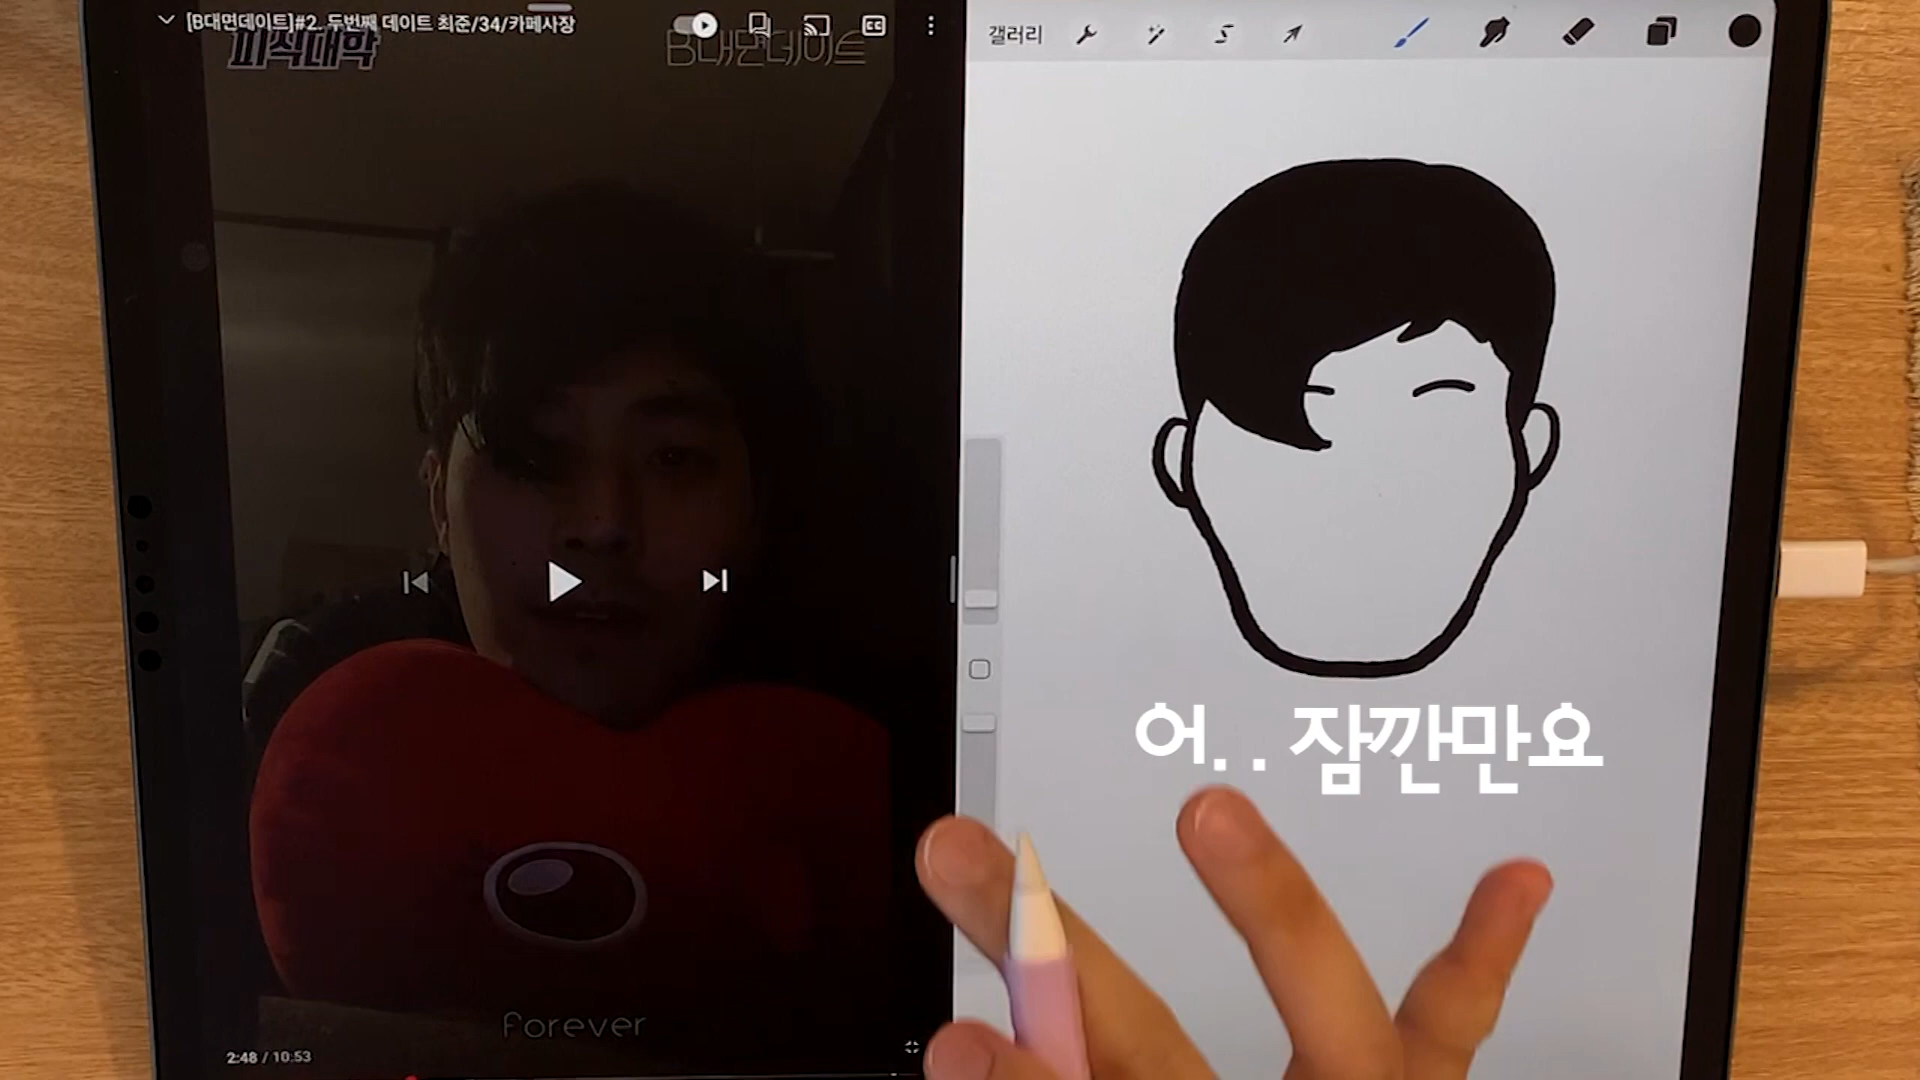 [B대면데이트]#2. 두번째 데이트 최준/34/카페사장
피식대학
B대면데이트
CC
갤러리
어. . 잠깐만요
forever
2:48 / 10:53